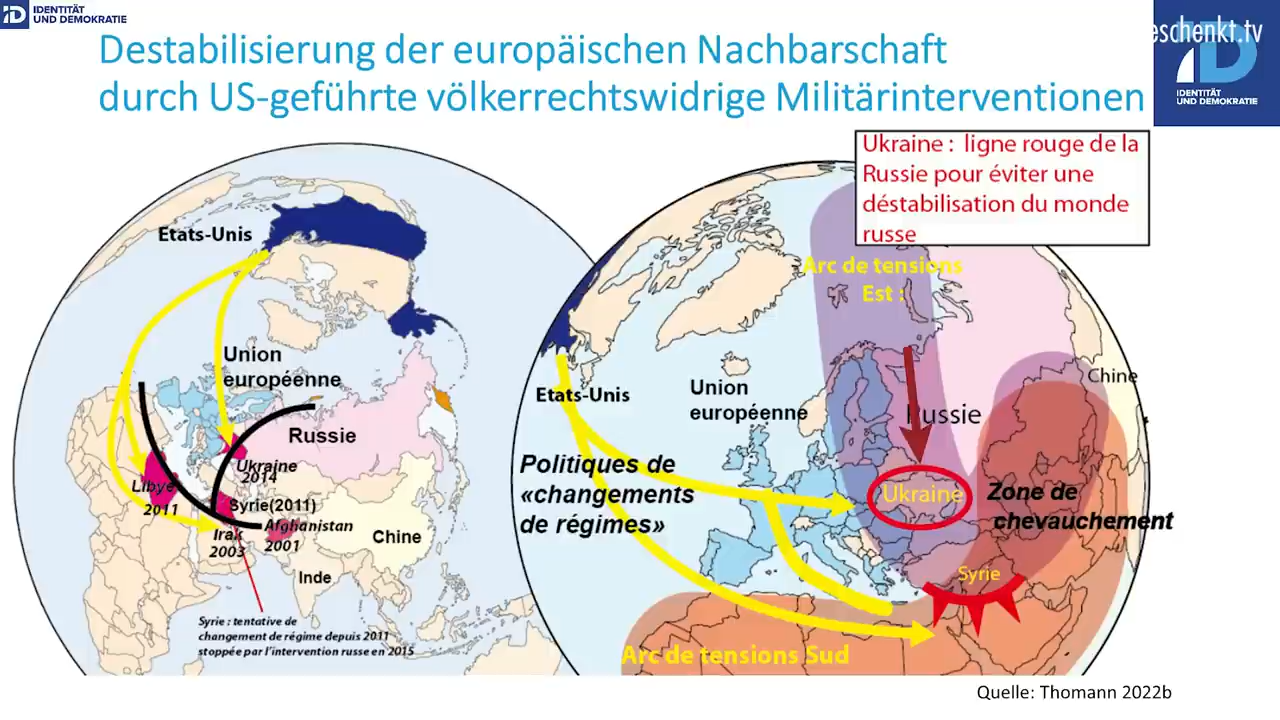 iD IDENTITÄT
UND DEMOKRATIE
Destabilisierung der europäischen Nachbarschaft
durch US-geführte völkerrechtswidrige Militärinterventionen
eschenkt.tv
iD
IDENTITÄT
UND DEMOKRATIE
Ukraine : ligne rouge de la
Russie pour éviter une
déstabilisation du monde
russe
Etats-Unis
Union
européenne
Russie
Ukraine
2014
Libye
2011
Syrie(2011)
Irak
2003
Afghanistan
2001
Chine
Inde
Syrie : tentative de
changement de régime depuis 2011
stoppée par l'intervention russe en 2015
Arc de tensions
Est :
Etats-Unis
Union
européenne
Chine
Russie
Politiques de
«changements
de régimes»
Ukraine
Zone de
chevauchement
Syrie
Arc de tensions Sud
Quelle: Thomann 2022b